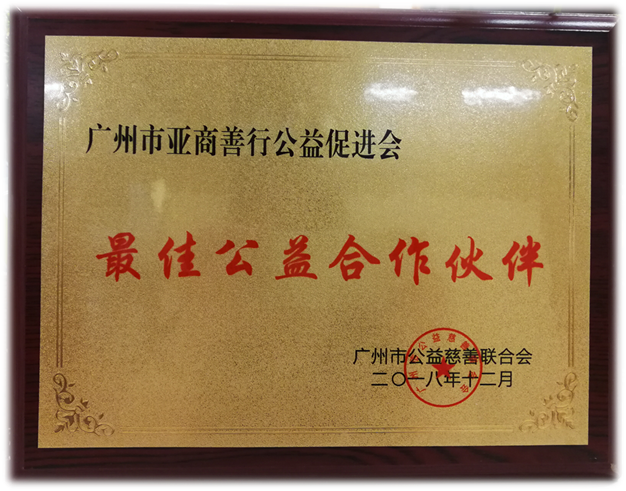 广州市亚商善行公益促进会
最佳公益合作伙伴
广州市公益慈善联合会
二〇一八年十二月